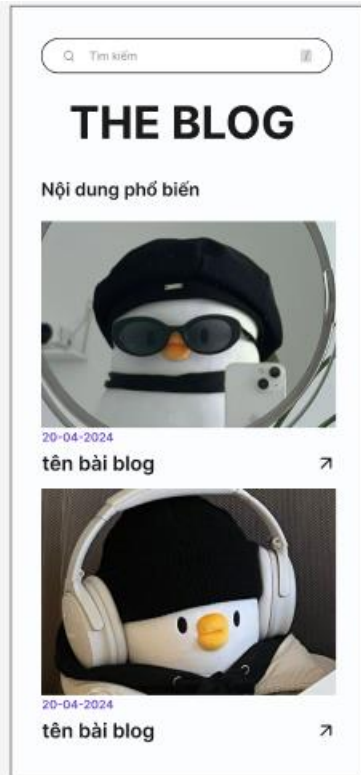 Tìm kiếm
THE BLOG
Nội dung phổ biến
20-04-2024
tên bài blog
20-04-2024
tên bài blog